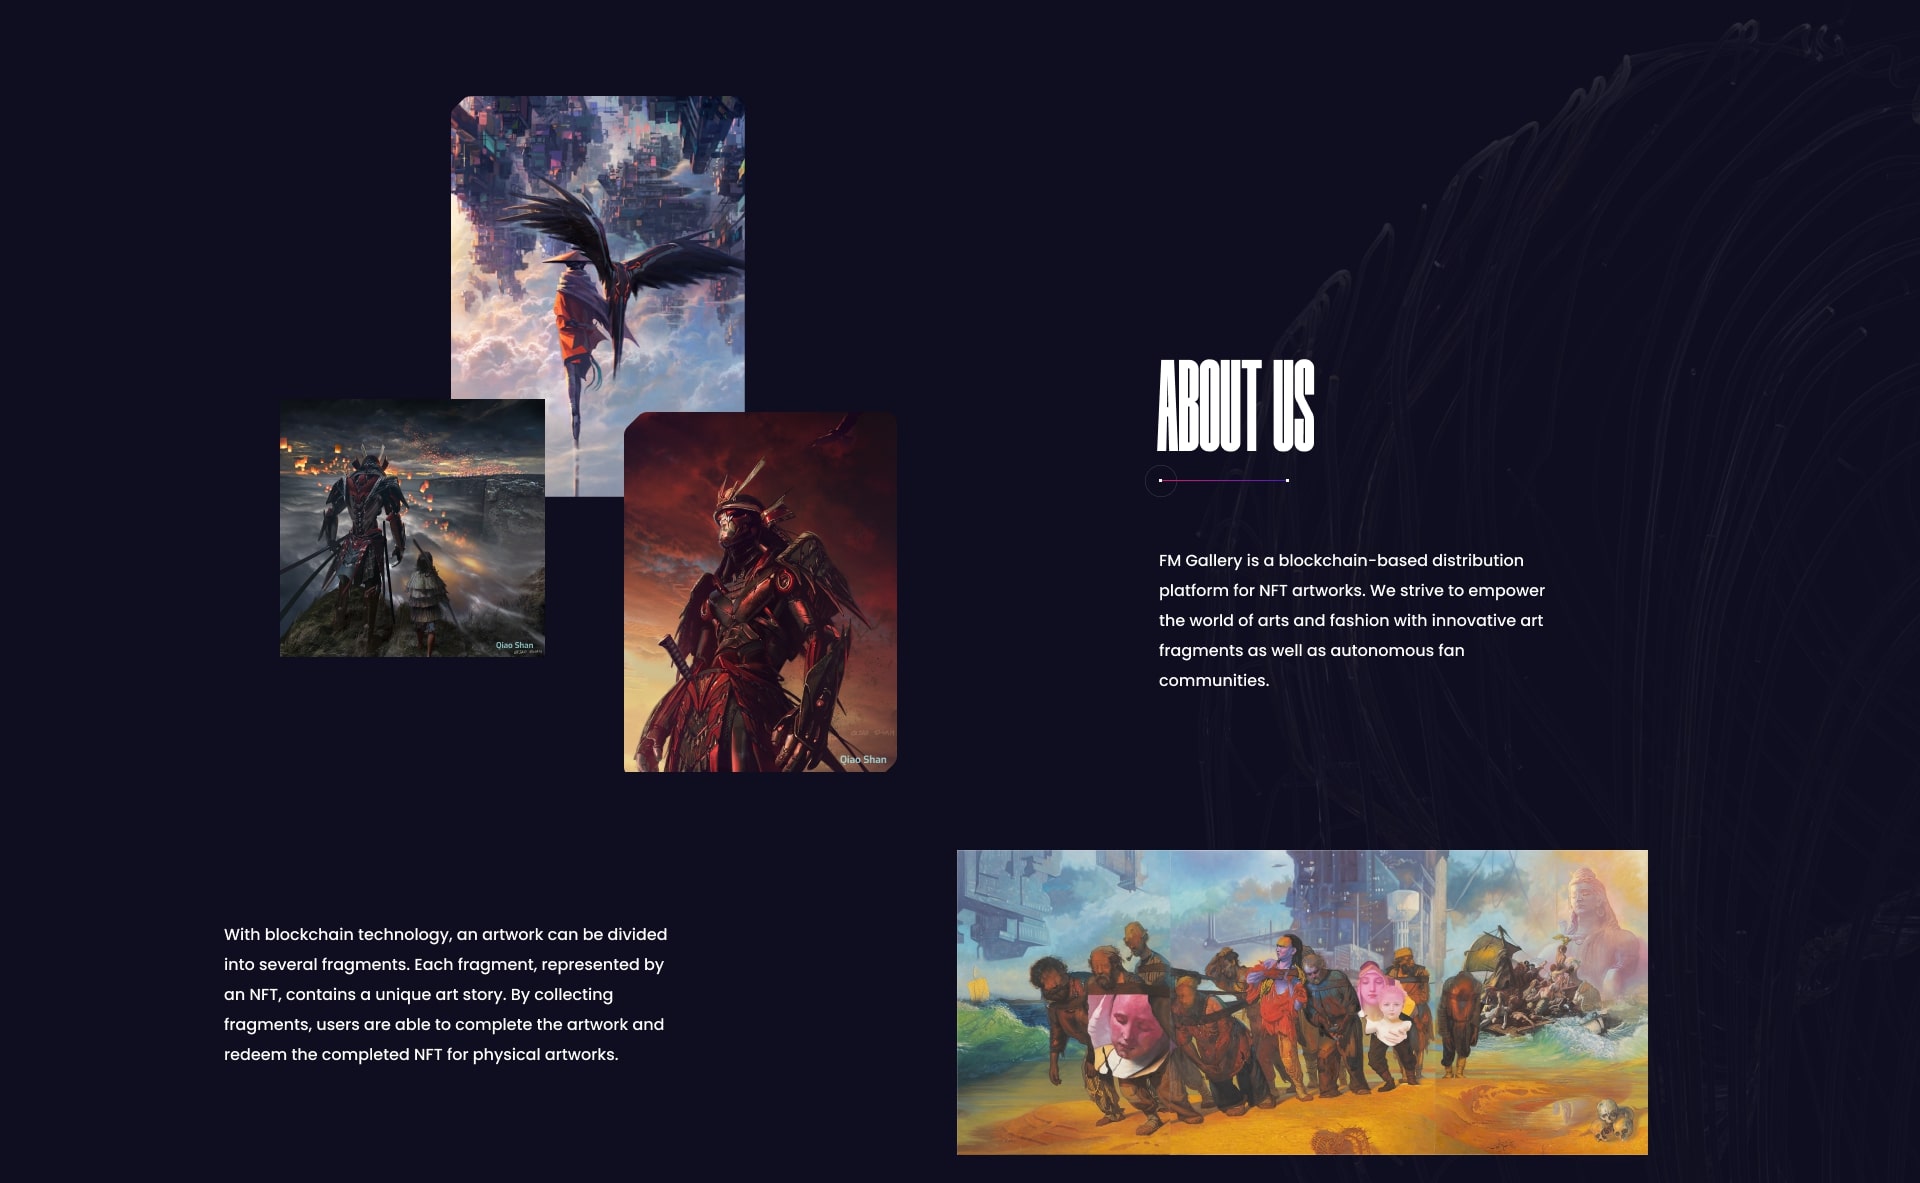 ABOUT US
FM Gallery is a blockchain-based distribution
platform for NFT artworks. We strive to empower
the world of arts and fashion with innovative art
fragments as well as autonomous fan
communities.
Qiao Shan
Qiao Shan
With blockchain technology, an artwork can be divided
into several fragments. Each fragment, represented by
an NFT, contains a unique art story. By collecting
fragments, users are able to complete the artwork and
redeem the completed NFT for physical artworks.